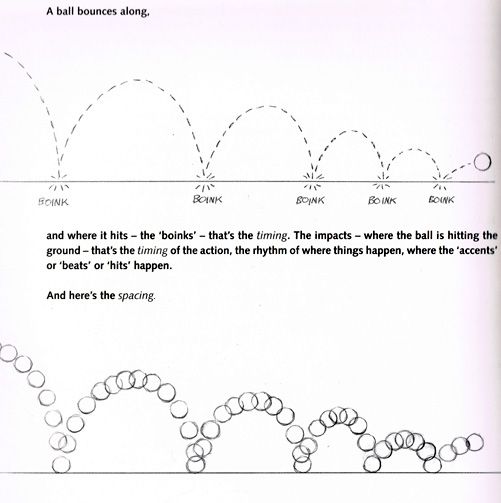 A ball bounces along,
BOINK BOINK BOINK BOINK BOINK
and where it hits – the ‘boinks’ – that's the timing. The impacts – where the ball is hitting the
ground – that's the timing of the action, the rhythm of where things happen, where the ‘accents’
or ‘beats’ or ‘hits’ happen.
And here's the spacing.